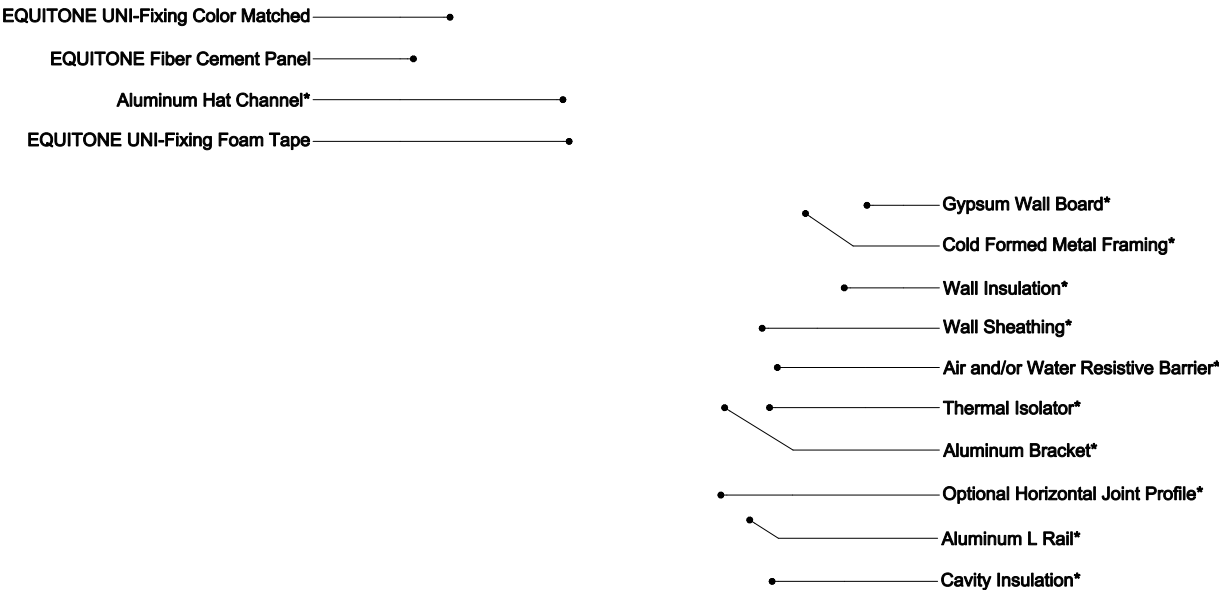 EQUITONE UNI-Fixing Color Matched
EQUITONE Fiber Cement Panel
Aluminum Hat Channel*
EQUITONE UNI-Fixing Foam Tape
Gypsum Wall Board*
Cold Formed Metal Framing*
Wall Insulation*
Wall Sheathing*
Air and/or Water Resistive Barrier*
Thermal Isolator*
Aluminum Bracket*
Optional Horizontal Joint Profile*
Aluminum L Rail*
Cavity Insulation*